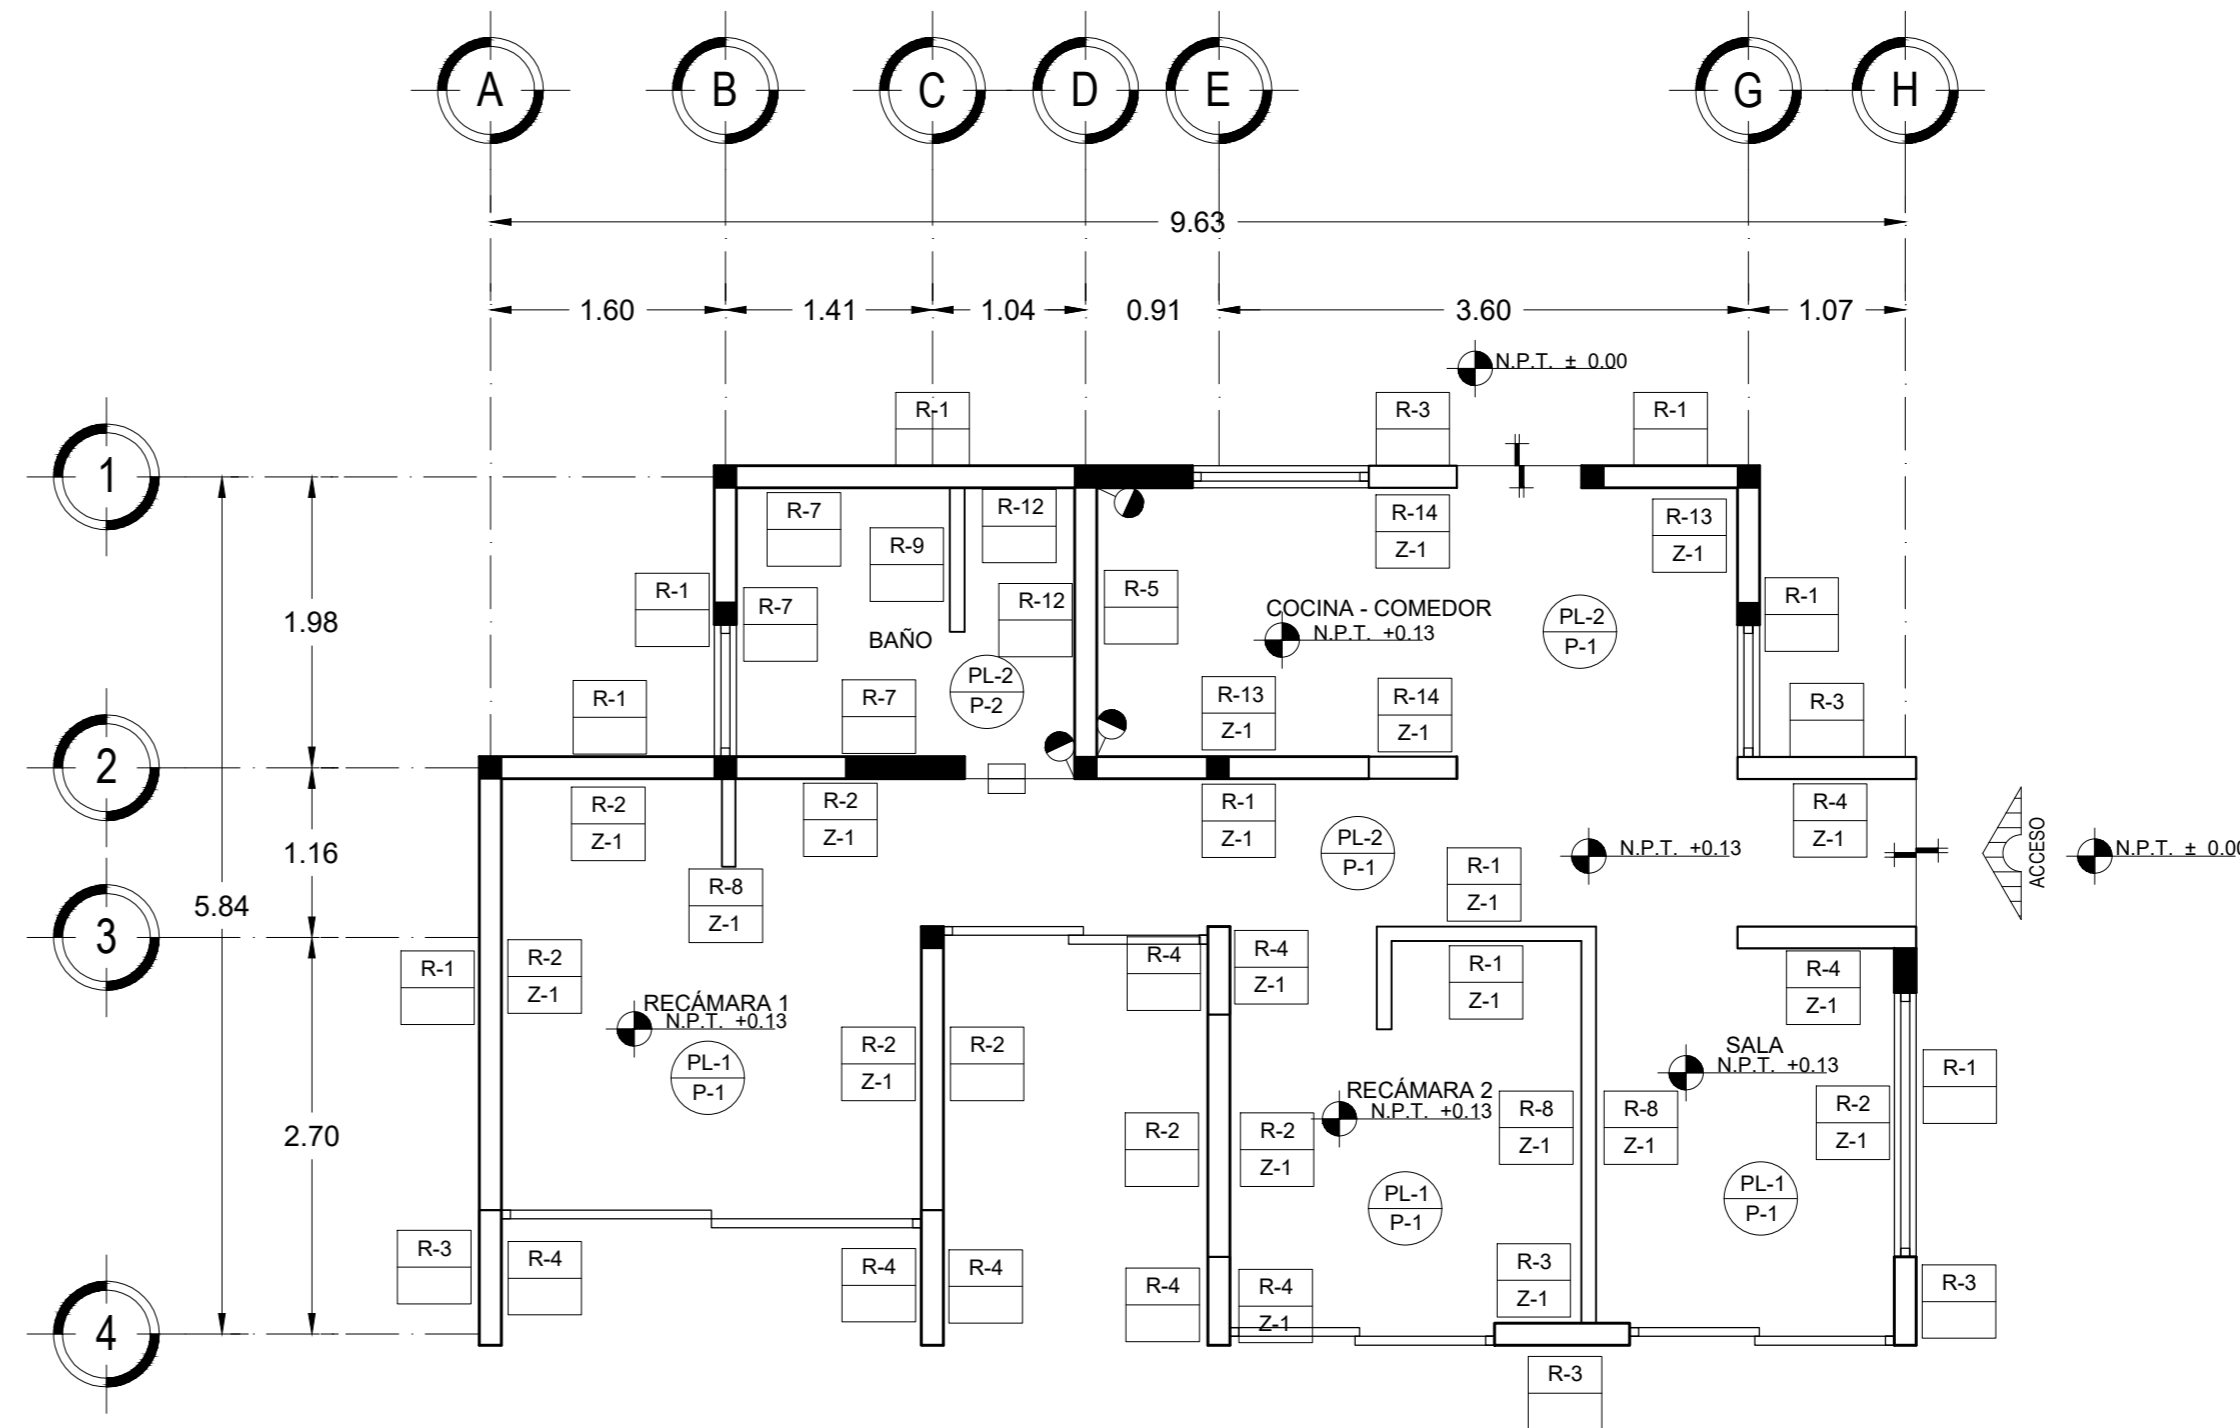 A B C D E G H
9.63
1.60 1.41 1.04 0.91 3.60 1.07
N.P.T. ± 0.00
R-1 R-3 R-1
1
R-7 R-12 R-14 Z-1 R-13 Z-1
R-9
R-1 R-7 R-12 R-5 R-1
1.98
COCINA - COMEDOR
N.P.T. +0.13
PL-2 P-1
BAÑO
PL-2 P-2
R-1 R-7 R-13 Z-1 R-14 Z-1 R-3
2
R-2 Z-1 R-2 Z-1 R-1 Z-1 R-4 Z-1
1.16
PL-2 P-1
N.P.T. +0.13
ACCESO
N.P.T. ± 0.00
R-8 Z-1 R-1 Z-1
5.84
3
R-1 R-2 Z-1 R-4 R-4 Z-1 R-1 Z-1 R-4 Z-1
RECÁMARA 1
N.P.T. +0.13
PL-1 P-1
R-2 Z-1 R-2
SALA
N.P.T. +0.13
R-1
RECÁMARA 2
N.P.T. +0.13
2.70
R-2 R-2 Z-1 R-8 Z-1 R-8 Z-1 R-2 Z-1
PL-1 P-1
PL-1 P-1
R-3 R-4 R-4 R-4 R-4 R-4 Z-1 R-3 Z-1 R-3
4
R-3